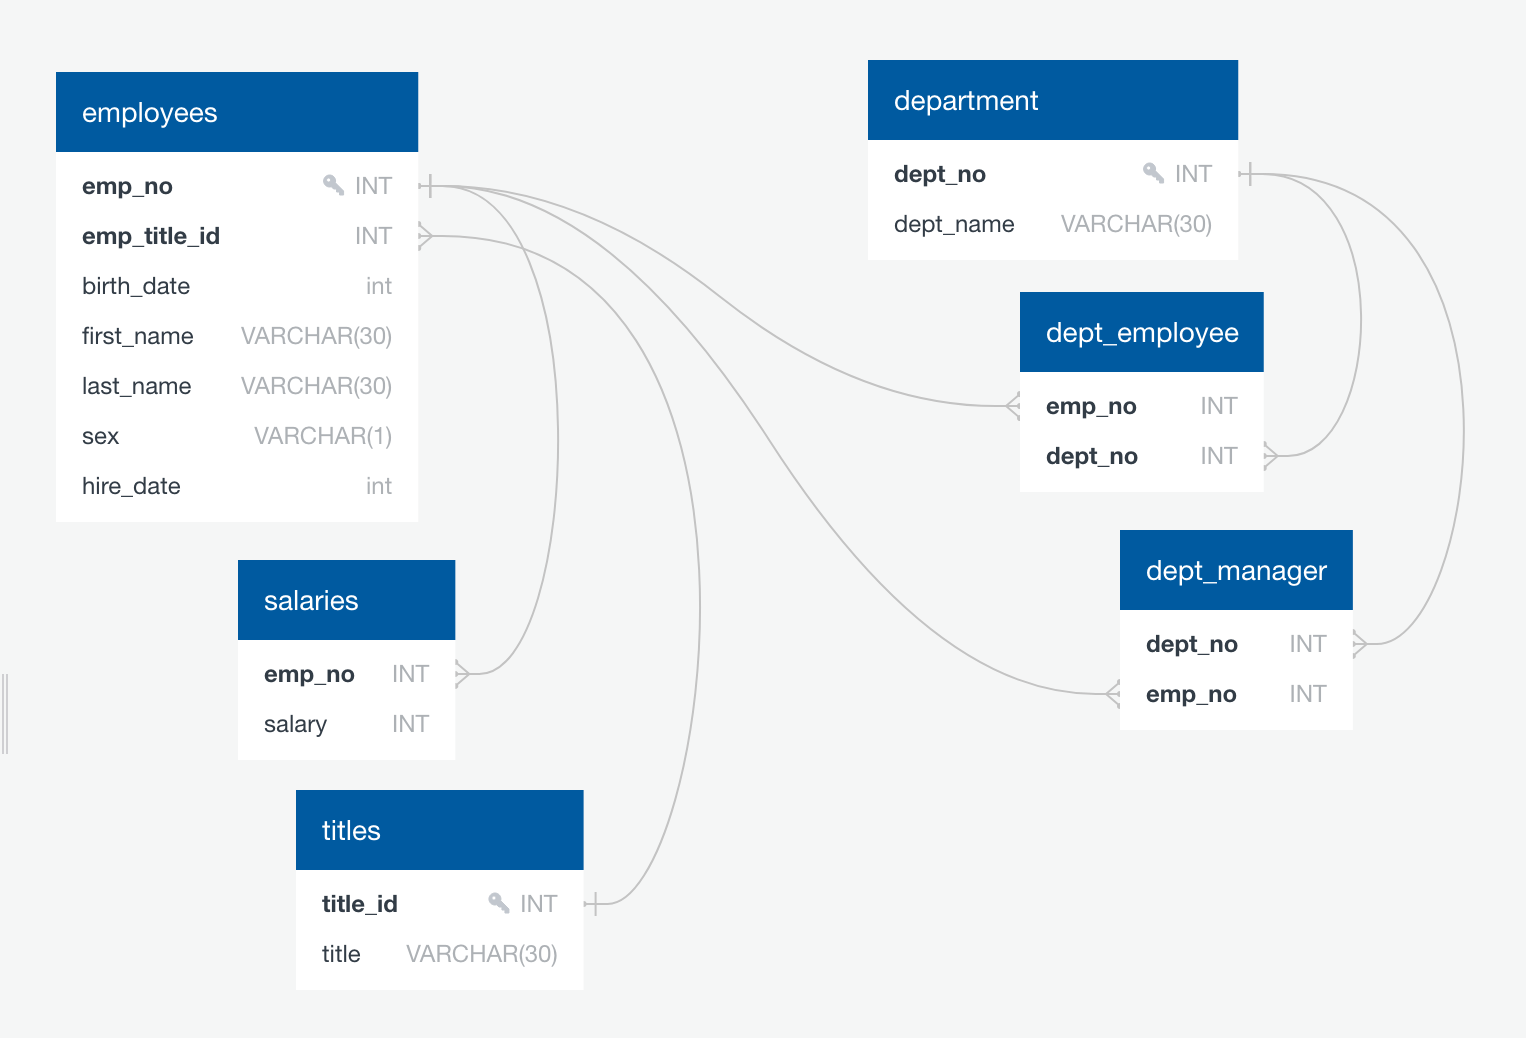 employees
emp_no INT
emp_title_id INT
birth_date int
first_name VARCHAR(30)
last_name VARCHAR(30)
sex VARCHAR(1)
hire_date int
department
dept_no INT
dept_name VARCHAR(30)
dept_employee
emp_no INT
dept_no INT
dept_manager
dept_no INT
emp_no INT
salaries
emp_no INT
salary INT
titles
title_id INT
title VARCHAR(30)